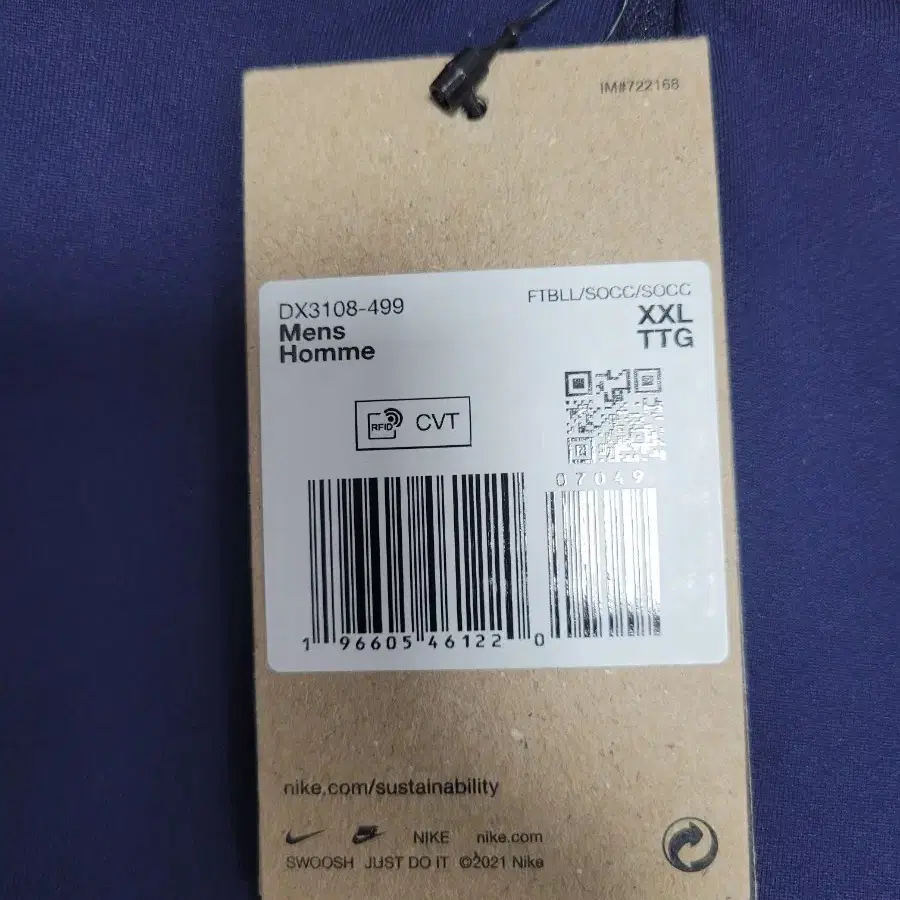 IM#722168
DX3108-499
FTBLL/SOCC/SOCC
Mens
Homme
XXL
TTG
RFID CVT
07049
1 96605 46122 0
nike.com/sustainability
NIKE nike.com
SWOOSH JUST DO IT ©2021 Nike